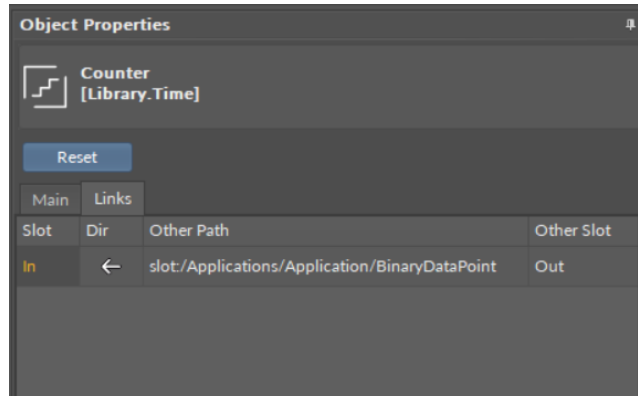 Object Properties
Counter
[Library.Time]
Reset
Main Links
Slot Dir Other Path Other Slot
In ← slot:/Applications/Application/BinaryDataPoint Out